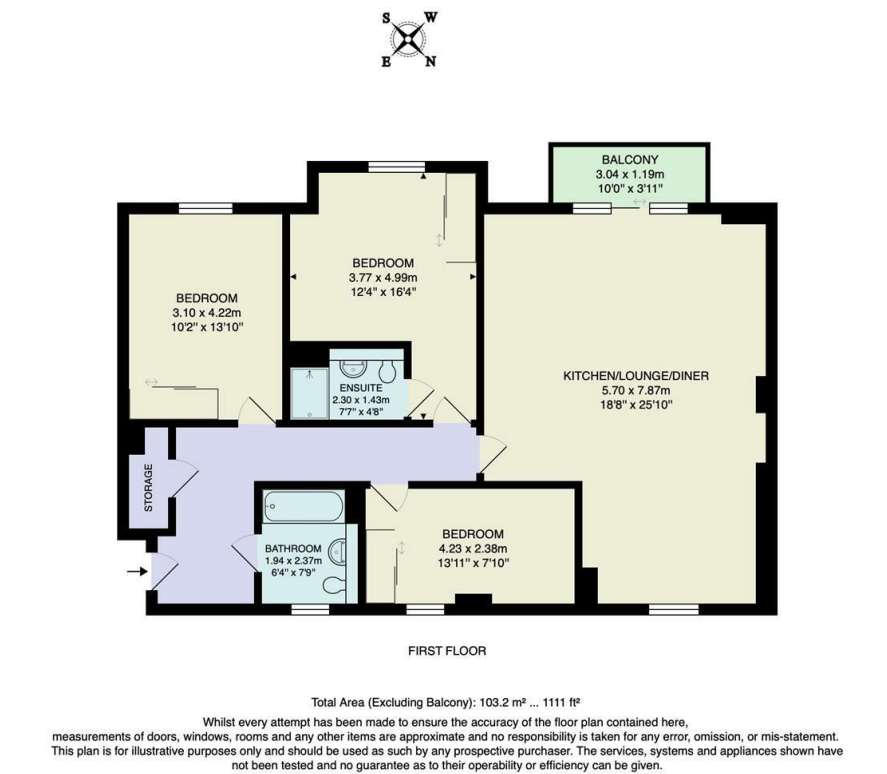 S W
E N
BALCONY
3.04 x 1.19m
10'0" x 3'11"
BEDROOM
3.77 x 4.99m
12'4" x 16'4"
BEDROOM
3.10 x 4.22m
10'2" x 13'10"
KITCHEN/LOUNGE/DINER
5.70 x 7.87m
18'8" x 25'10"
ENSUITE
2.30 x 1.43m
7'7" x 4'8"
STORAGE
BEDROOM
4.23 x 2.38m
13'11" x 7'10"
BATHROOM
1.94 x 2.37m
6'4" x 7'9"
FIRST FLOOR
Total Area (Excluding Balcony): 103.2 m² ... 1111 ft²
Whilst every attempt has been made to ensure the accuracy of the floor plan contained here,
measurements of doors, windows, rooms and any other items are approximate and no responsibility is taken for any error, omission, or mis-statement.
This plan is for illustrative purposes only and should be used as such by any prospective purchaser. The services, systems and appliances shown have
not been tested and no guarantee as to their operability or efficiency can be given.